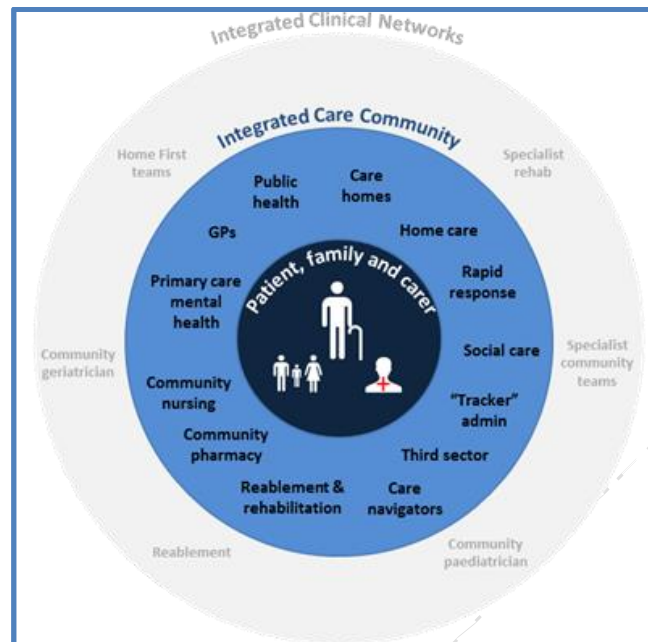 Integrated Clinical Networks
Integrated Care Community
Home First
teams
Specialist
rehab
Public
health
Care
homes
GPs
Home care
Patient, family and carer
Primary care
mental
health
Rapid
response
Community
geriatrician
Social care
Specialist
community
teams
Community
nursing
"Tracker"
admin
Community
pharmacy
Third sector
Reablement &
rehabilitation
Care
navigators
Reablement
Community
paediatrician